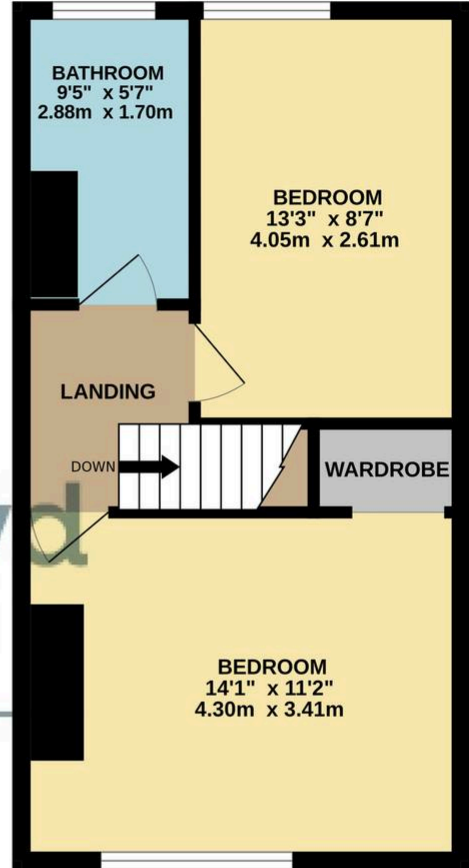 BATHROOM
9'5" x 5'7"
2.88m x 1.70m
BEDROOM
13'3" x 8'7"
4.05m x 2.61m
LANDING
DOWN
WARDROBE
yd
BEDROOM
14'1" x 11'2"
4.30m x 3.41m